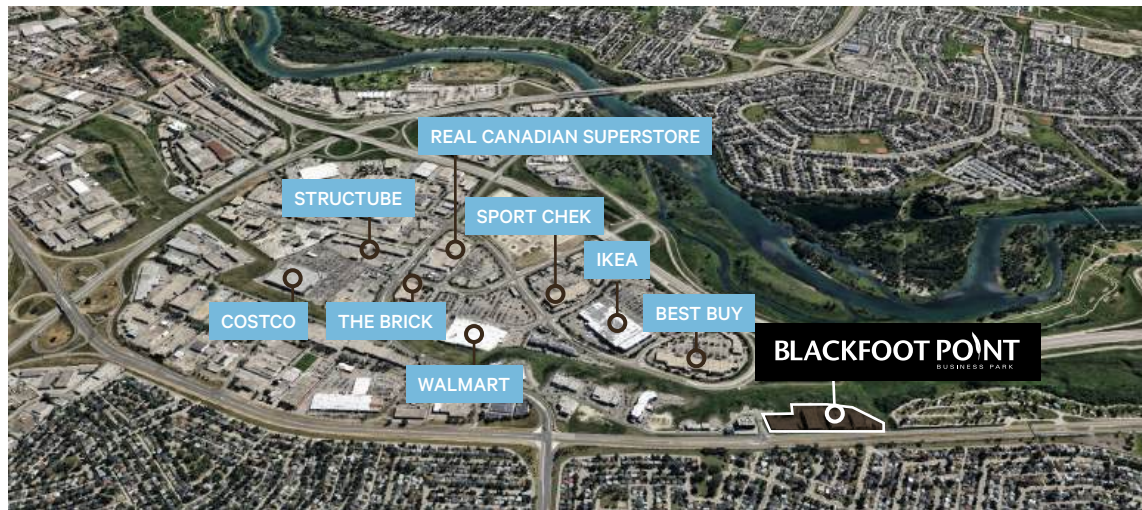 REAL CANADIAN SUPERSTORE
STRUCTUBE
SPORT CHEK
IKEA
COSTCO
THE BRICK
BEST BUY
WALMART
BLACKFOOT POINT
BUSINESS PARK